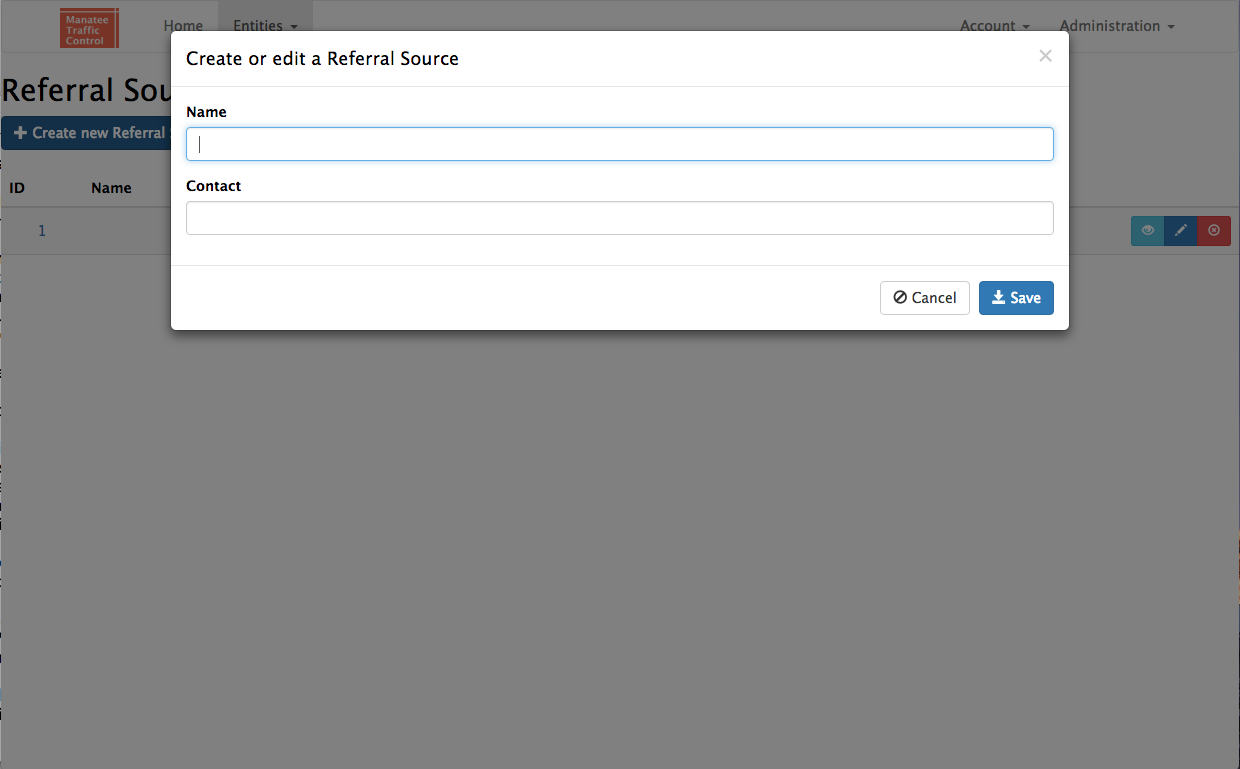 Manatee
Traffic
Control
Home
Entities
Account
Administration
Create or edit a Referral Source
×
Referral Sou
Name
Create new Referral
Contact
ID
Name
1
Cancel
Save